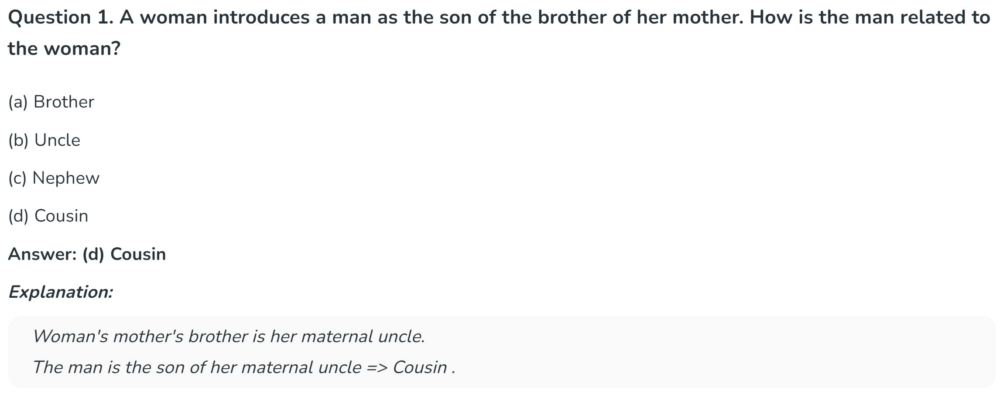 Question 1. A woman introduces a man as the son of the brother of her mother. How is the man related to
the woman?
(a) Brother
(b) Uncle
(c) Nephew
(d) Cousin
Answer: (d) Cousin
Explanation:
Woman's mother's brother is her maternal uncle.
The man is the son of her maternal uncle => Cousin .